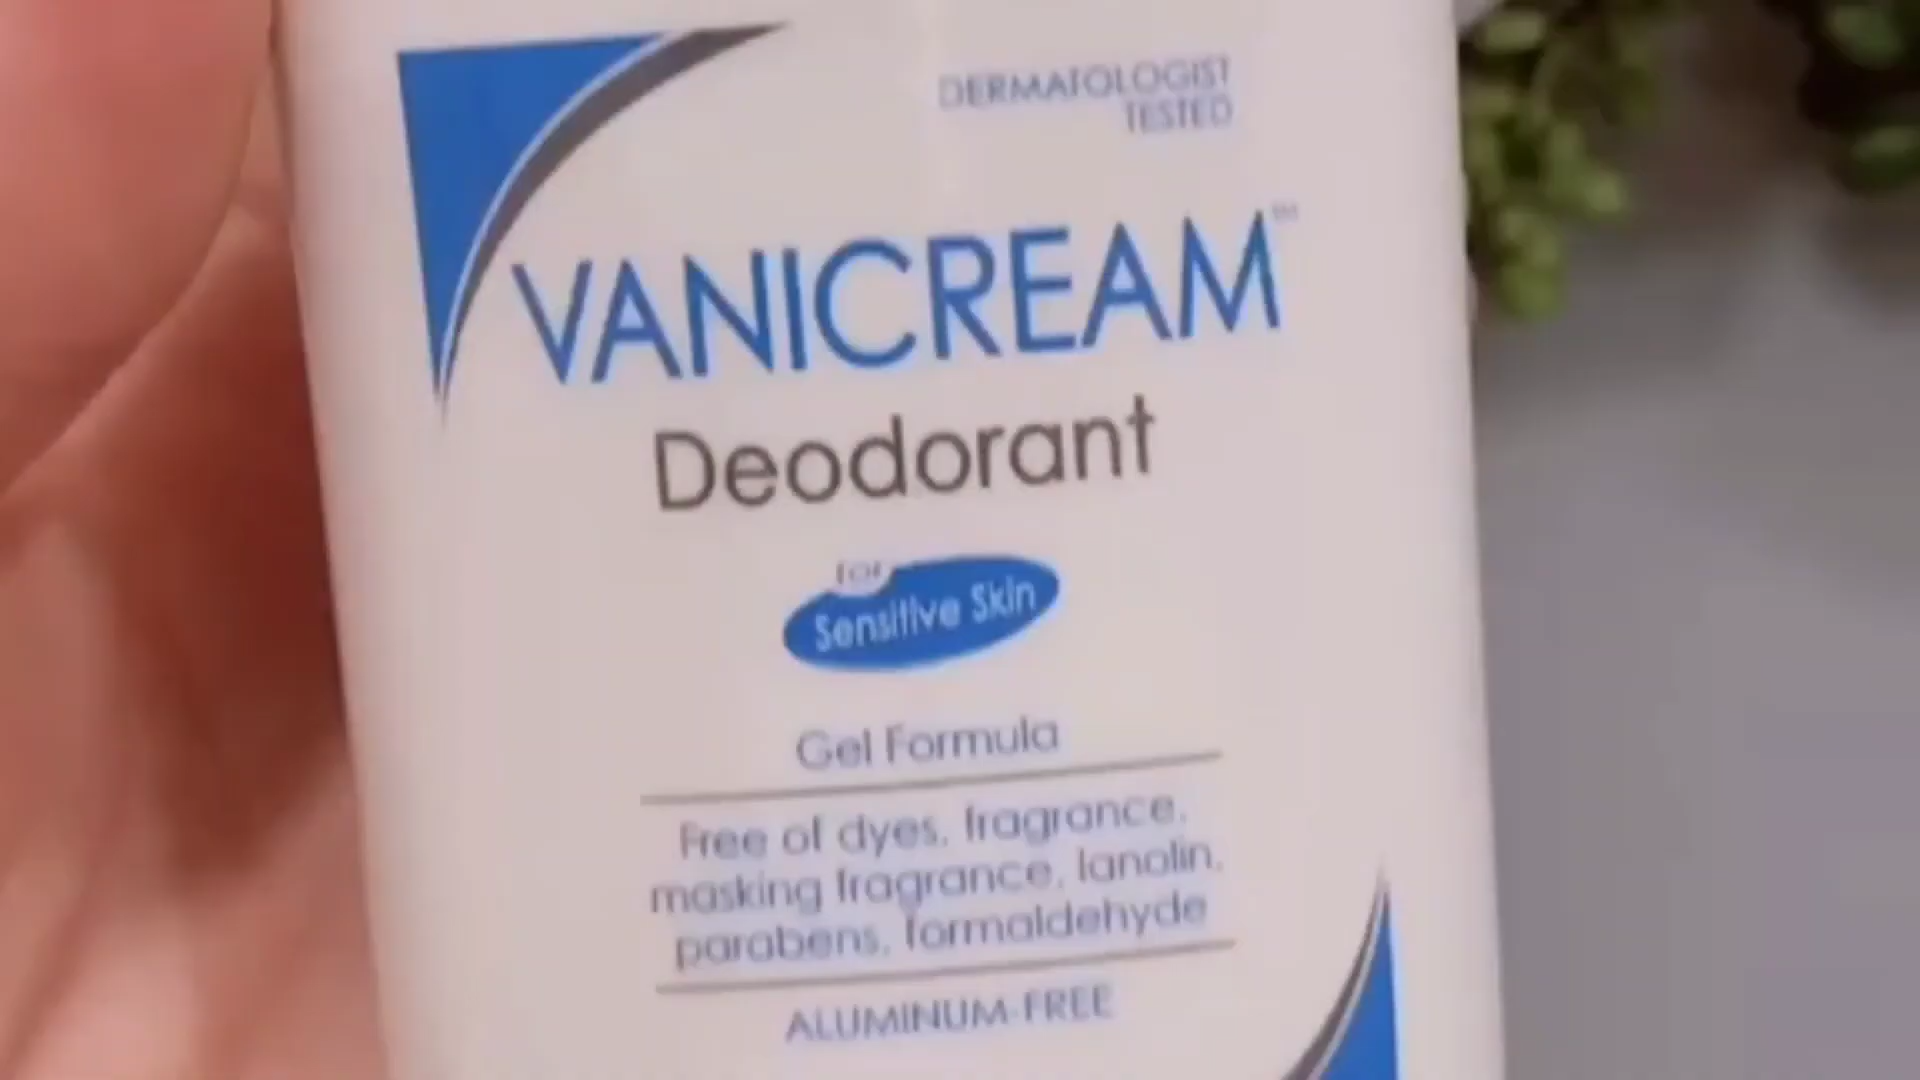 DERMATOLOGIST
TESTED
VANICREAM™
Deodorant
for
Sensitive Skin
Gel Formula
Free of dyes, fragrance,
masking fragrance, lanolin,
parabens, formaldehyde
ALUMINUM-FREE